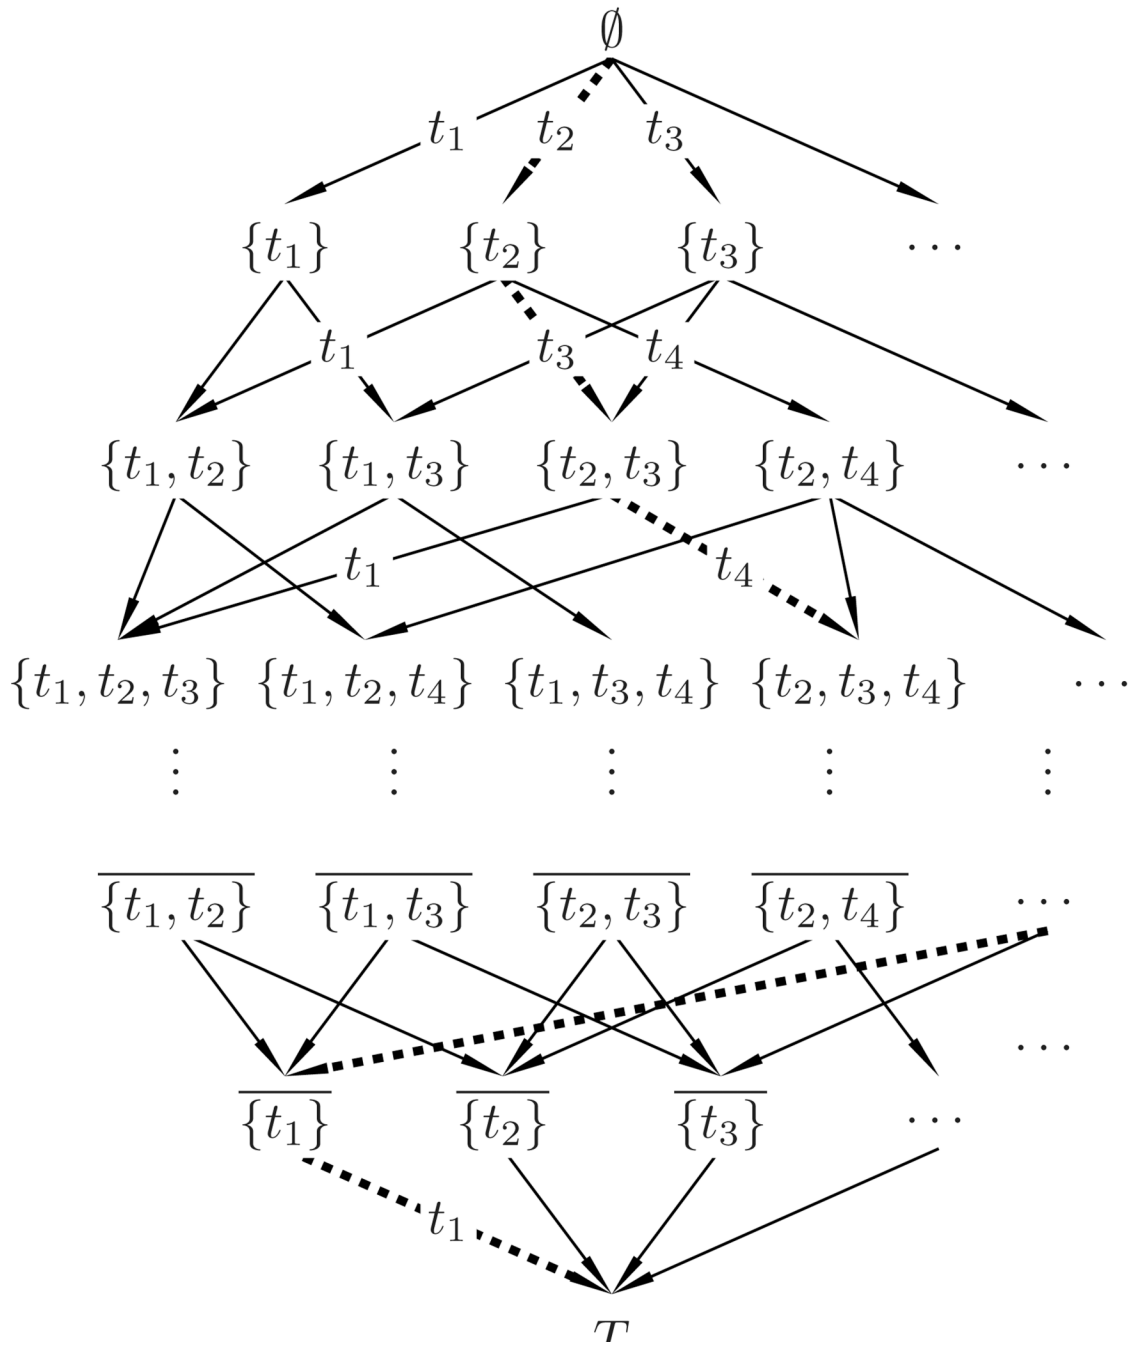 ∅
t₁ t₂ t₃
{t₁} {t₂} {t₃} ⋯
t₁ t₃ t₄
{t₁, t₂} {t₁, t₃} {t₂, t₃} {t₂, t₄} ⋯
t₁ t₄
{t₁, t₂, t₃} {t₁, t₂, t₄} {t₁, t₃, t₄} {t₂, t₃, t₄} ⋯
⋮ ⋮ ⋮ ⋮ ⋮
{t₁, t₂}̅ {t₁, t₃}̅ {t₂, t₃}̅ {t₂, t₄}̅ ⋯
⋯
{t₁}̅ {t₂}̅ {t₃}̅ ⋯
t₁
T